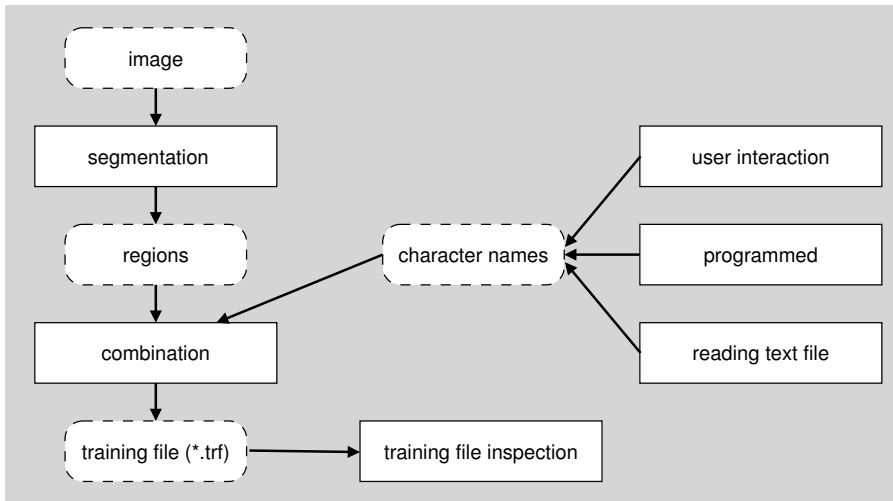 image
segmentation
user interaction
regions
character names
programmed
combination
reading text file
training file (*.trf)
training file inspection